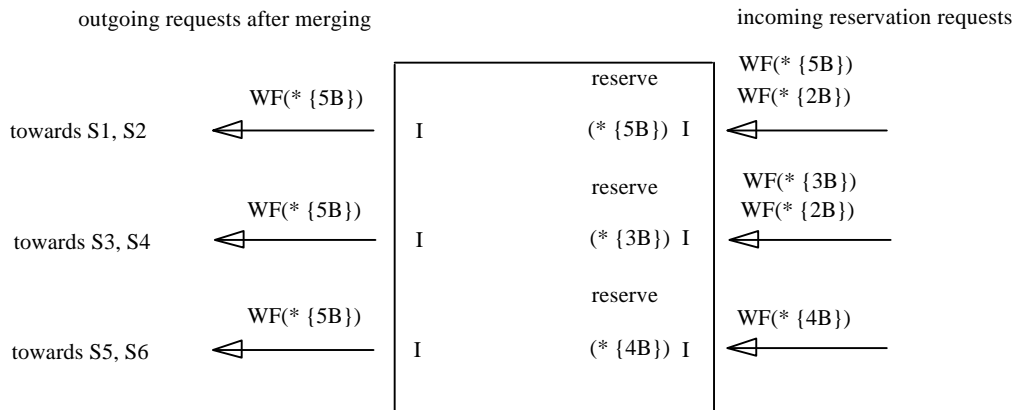 outgoing requests after merging
incoming reservation requests
WF(* {5B})
reserve
WF(* {5B})
WF(* {2B})
towards S1, S2
I
(* {5B}) I
WF(* {3B})
reserve
WF(* {5B})
WF(* {2B})
towards S3, S4
I
(* {3B}) I
reserve
WF(* {5B})
WF(* {4B})
towards S5, S6
I
(* {4B}) I